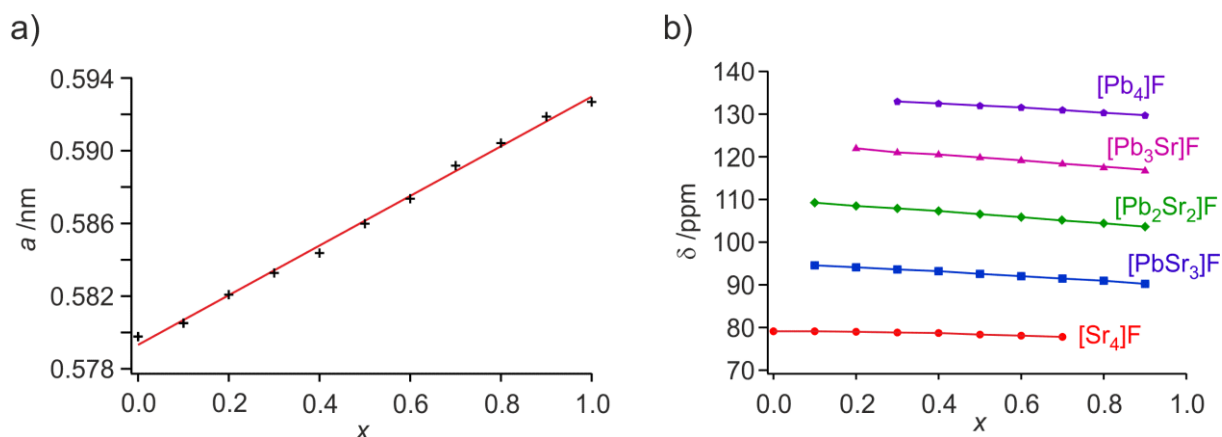 a)
a /nm
0.594
0.590
0.586
0.582
0.578
0.0 0.2 0.4 0.6 0.8 1.0
x
b)
δ /ppm
140
130
120
110
100
90
80
70
[Pb₄]F
[Pb₃Sr]F
[Pb₂Sr₂]F
[PbSr₃]F
[Sr₄]F
0.0 0.2 0.4 0.6 0.8 1.0
x